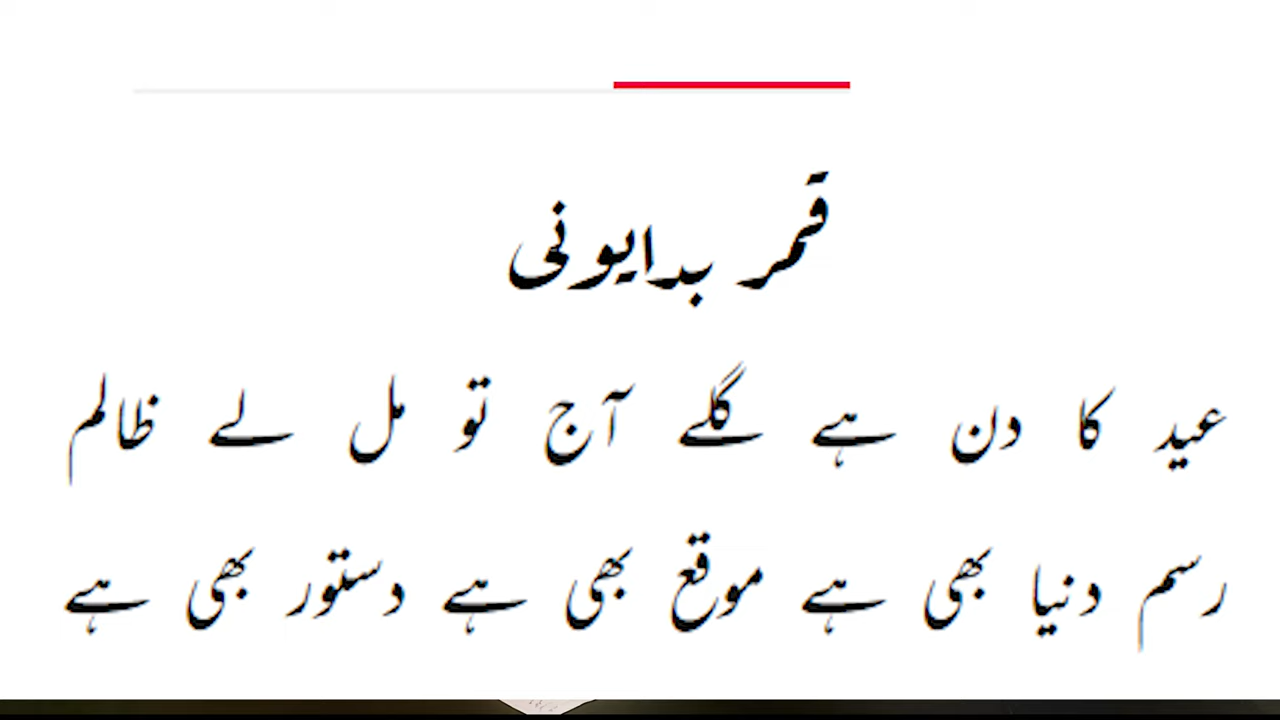 قمر بدایونی
عید کا دن ہے گلے آج تو مل لے ظالم
رسم دنیا بھی ہے موقع بھی ہے دستور بھی ہے